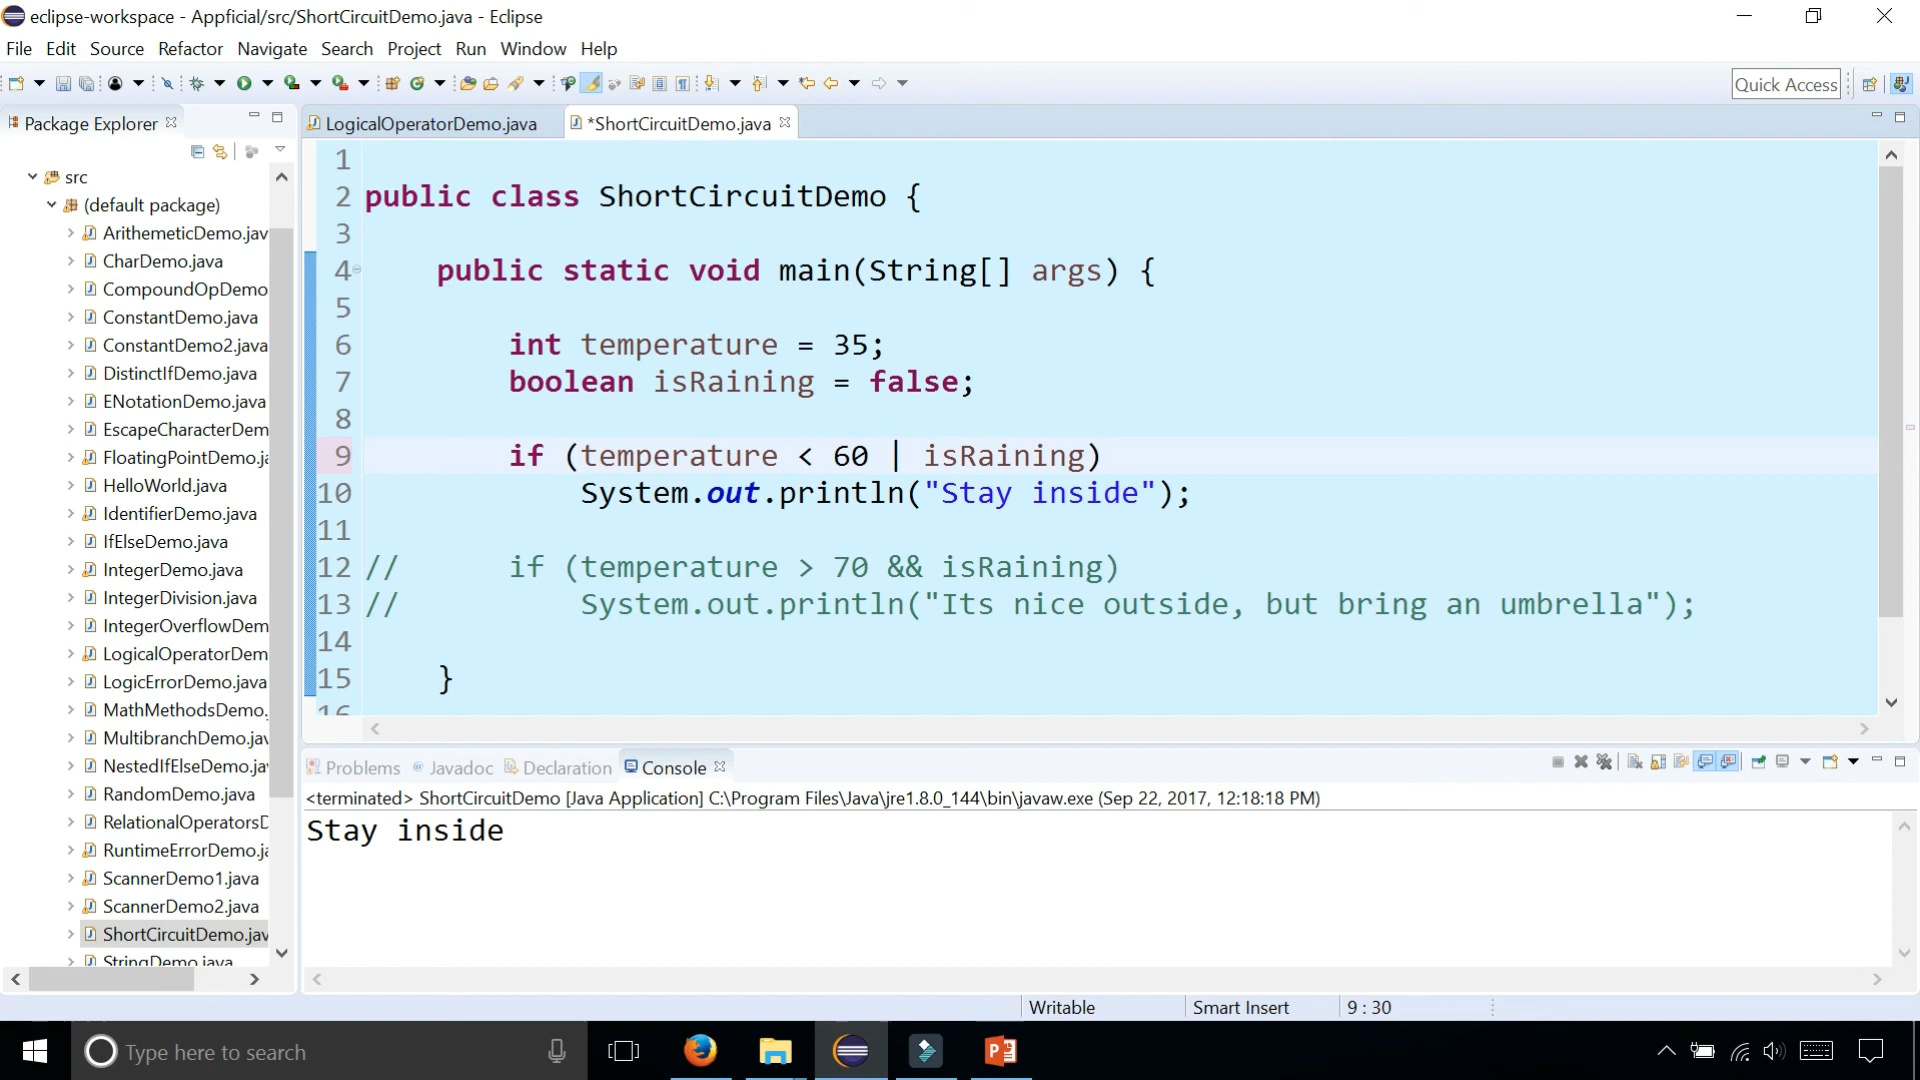 eclipse-workspace - Appficial/src/ShortCircuitDemo.java - Eclipse
File Edit Source Refactor Navigate Search Project Run Window Help
Quick Access
Package Explorer
src
(default package)
ArithemeticDemo.jav
CharDemo.java
CompoundOpDemo
ConstantDemo.java
ConstantDemo2.java
DistinctIfDemo.java
ENotationDemo.java
EscapeCharacterDem
FloatingPointDemo.ja
HelloWorld.java
IdentifierDemo.java
IfElseDemo.java
IntegerDemo.java
IntegerDivision.java
IntegerOverflowDem
LogicalOperatorDem
LogicErrorDemo.java
MathMethodsDemo.
MultibranchDemo.jav
NestedIfElseDemo.jav
RandomDemo.java
RelationalOperatorsD
RuntimeErrorDemo.ja
ScannerDemo1.java
ScannerDemo2.java
ShortCircuitDemo.jav
StringDemo.java
LogicalOperatorDemo.java *ShortCircuitDemo.java
1
2 public class ShortCircuitDemo {
3
4 public static void main(String[] args) {
5
6 int temperature = 35;
7 boolean isRaining = false;
8
9 if (temperature < 60 | isRaining)
10 System.out.println("Stay inside");
11
12 // if (temperature > 70 && isRaining)
13 // System.out.println("Its nice outside, but bring an umbrella");
14
15 }
16
Problems Javadoc Declaration Console
<terminated> ShortCircuitDemo [Java Application] C:\Program Files\Java\jre1.8.0_144\bin\javaw.exe (Sep 22, 2017, 12:18:18 PM)
Stay inside
Writable Smart Insert 9 : 30
Type here to search